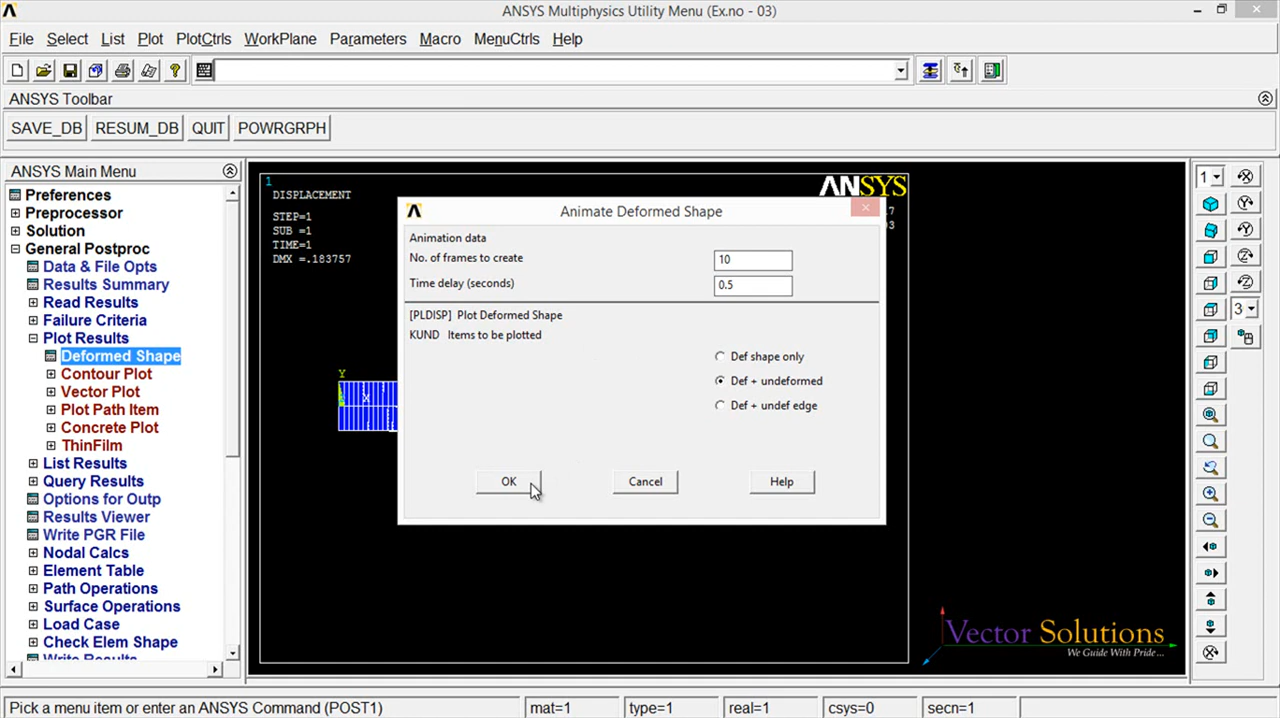 ANSYS Multiphysics Utility Menu (Ex.no - 03)
File Select List Plot PlotCtrls WorkPlane Parameters Macro MenuCtrls Help
ANSYS Toolbar
SAVE_DB RESUM_DB QUIT POWRGRPH
ANSYS Main Menu
Preferences
Preprocessor
Solution
General Postproc
Data & File Opts
Results Summary
Read Results
Failure Criteria
Plot Results
Deformed Shape
Contour Plot
Vector Plot
Plot Path Item
Concrete Plot
ThinFilm
List Results
Query Results
Options for Outp
Results Viewer
Write PGR File
Nodal Calcs
Element Table
Path Operations
Surface Operations
Load Case
Check Elem Shape
Write Results
1
DISPLACEMENT
STEP=1
SUB =1
TIME=1
DMX =.183757
ANSYS
7
03
Y
X
Animate Deformed Shape
Animation data
No. of frames to create 10
Time delay (seconds) 0.5
[PLDISP] Plot Deformed Shape
KUND Items to be plotted
Def shape only
Def + undeformed
Def + undef edge
OK Cancel Help
1
3
Vector Solutions
We Guide With Pride...
Pick a menu item or enter an ANSYS Command (POST1) mat=1 type=1 real=1 csys=0 secn=1